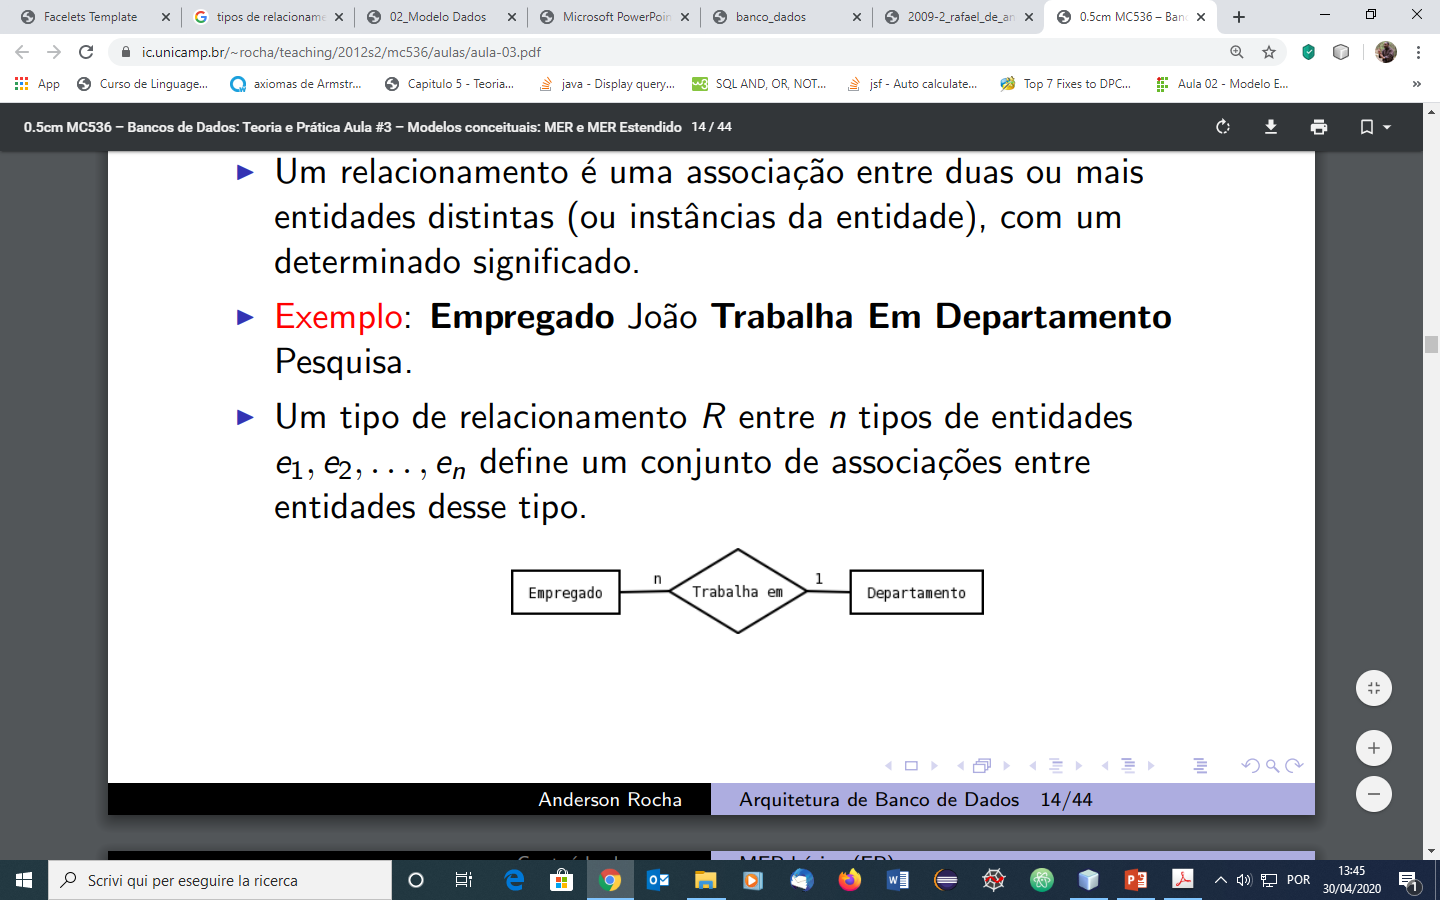 Facelets Template
tipos de relacioname
02_Modelo Dados
Microsoft PowerPoin
banco_dados
2009-2_rafael_de_an
0.5cm MC536 – Banc
ic.unicamp.br/~rocha/teaching/2012s2/mc536/aulas/aula-03.pdf
App
Curso de Linguage...
axiomas de Armstr...
Capitulo 5 - Teoria...
java - Display query...
SQL AND, OR, NOT...
jsf - Auto calculate...
Top 7 Fixes to DPC...
Aula 02 - Modelo E...
»
0.5cm MC536 – Bancos de Dados: Teoria e Prática Aula #3 – Modelos conceituais: MER e MER Estendido 14 / 44
Um relacionamento é uma associação entre duas ou mais
entidades distintas (ou instâncias da entidade), com um
determinado significado.
Exemplo: Empregado João Trabalha Em Departamento
Pesquisa.
Um tipo de relacionamento R entre n tipos de entidades
e1, e2, . . . , en define um conjunto de associações entre
entidades desse tipo.
Empregado
n
Trabalha em
1
Departamento
Anderson Rocha
Arquitetura de Banco de Dados 14/44
Scrivi qui per eseguire la ricerca
POR
13:45
30/04/2020
1